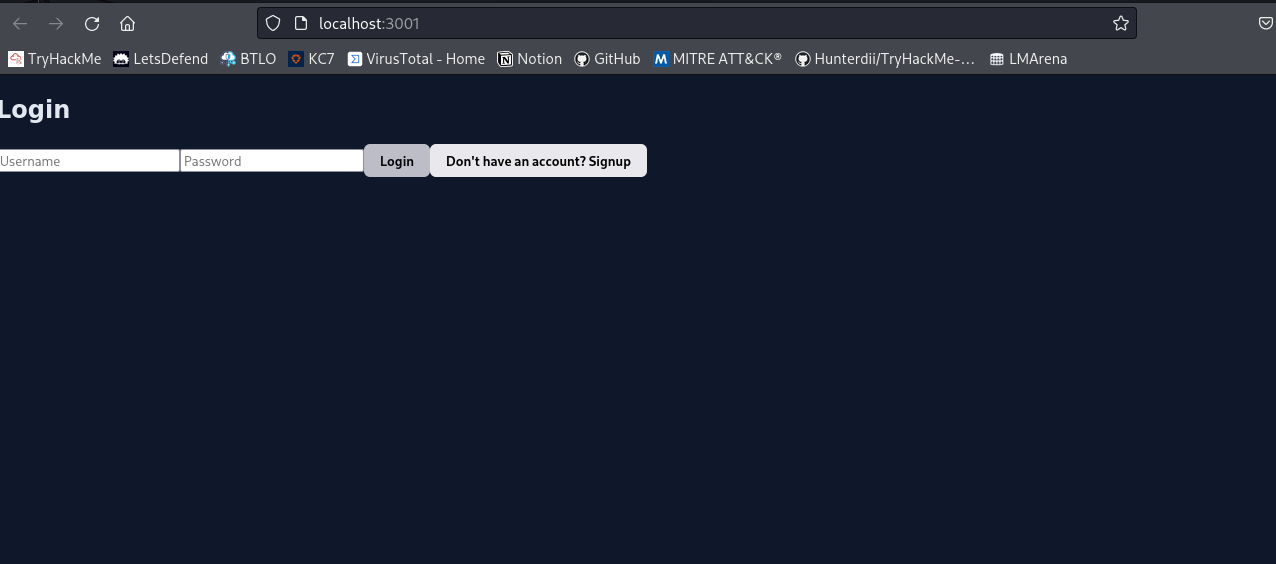 localhost:3001
TryHackMe LetsDefend BTLO KC7 VirusTotal - Home Notion GitHub MITRE ATT&CK® Hunterdii/TryHackMe-… LMArena
Login
Username Password Login Don't have an account? Signup